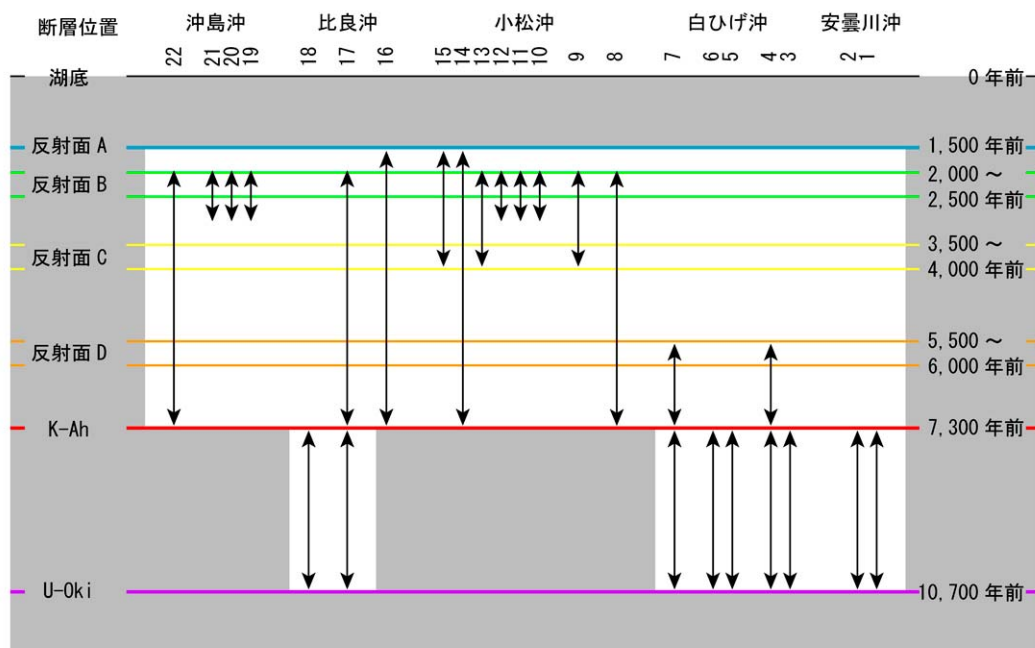 断層位置 沖島沖 比良沖 小松沖 白ひげ沖 安曇川沖
22 21 20 19 18 17 16 15 14 13 12 11 10 9 8 7 6 5 4 3 2 1
湖底 0 年前
反射面 A 1,500 年前
反射面 B 2,000 ~
2,500 年前
反射面 C 3,500 ~
4,000 年前
反射面 D 5,500 ~
6,000 年前
K-Ah 7,300 年前
U-Oki 10,700 年前